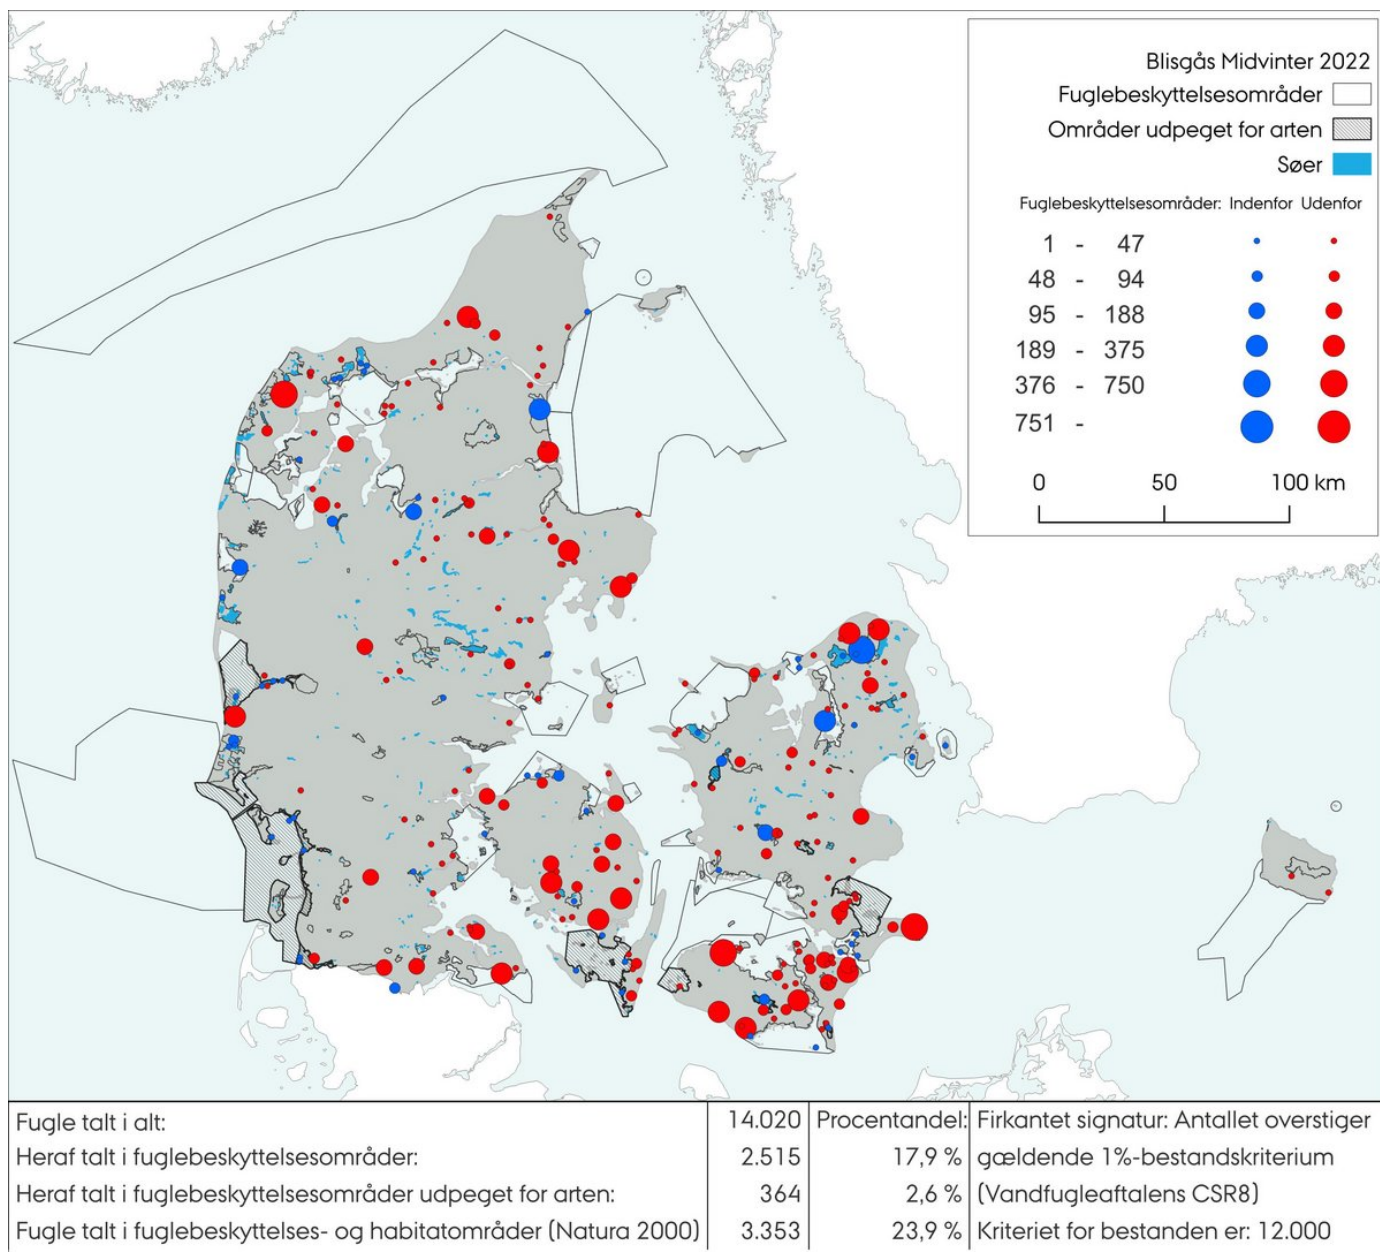 Blisgås Midvinter 2022
Fuglebeskyttelsesområder
Områder udpeget for arten
Søer
Fuglebeskyttelsesområder: Indenfor Udenfor
1 - 47
48 - 94
95 - 188
189 - 375
376 - 750
751 -
0 50 100 km
Fugle talt i alt: 14.020 Procentandel: Firkantet signatur: Antallet overstiger
Heraf talt i fuglebeskyttelsesområder: 2.515 17,9 % gældende 1%-bestandskriterium
Heraf talt i fuglebeskyttelsesområder udpeget for arten: 364 2,6 % (Vandfugleaftalens CSR8)
Fugle talt i fuglebeskyttelses- og habitatområder (Natura 2000) 3.353 23,9 % Kriteriet for bestanden er: 12.000